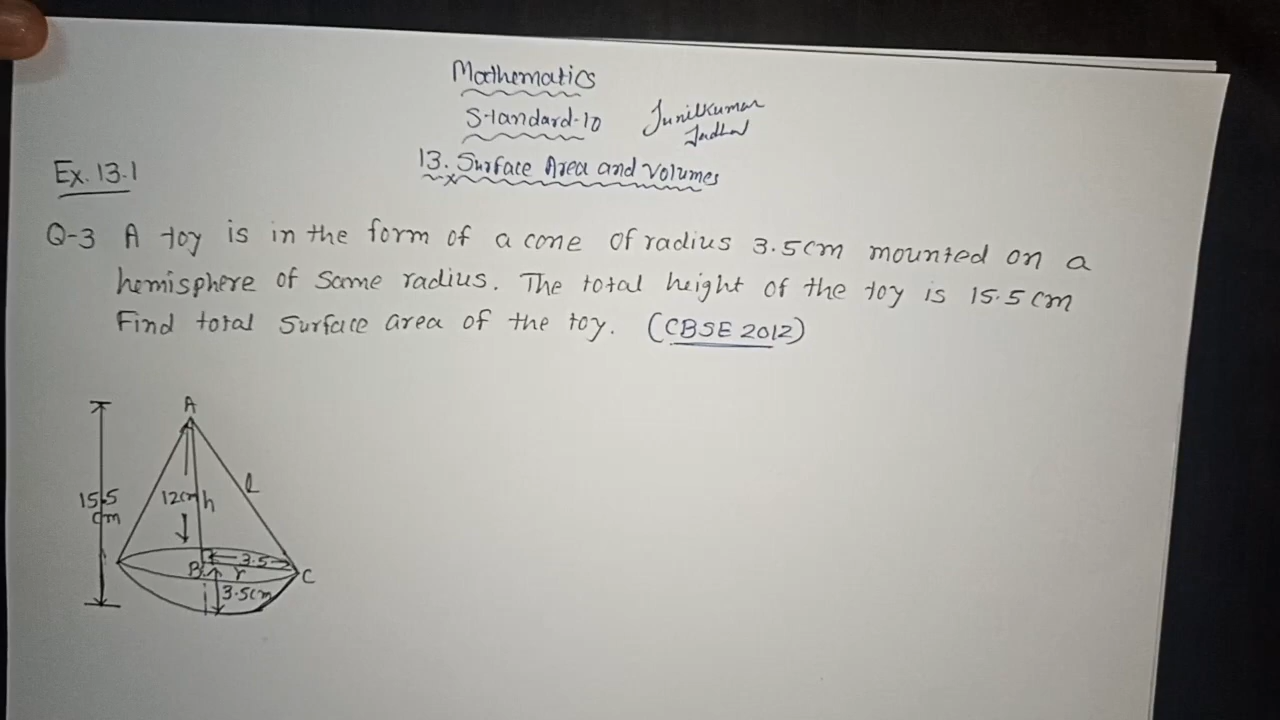 Mathematics
Standard-10
Ex. 13.1
13. Surface Area and Volumes
Q-3 A toy is in the form of a cone of radius 3.5cm mounted on a
hemisphere of same radius. The total height of the toy is 15.5 cm
Find total surface area of the toy. (CBSE 2012)
A
l
15.5
cm
12cm h
3.5
B r C
3.5cm